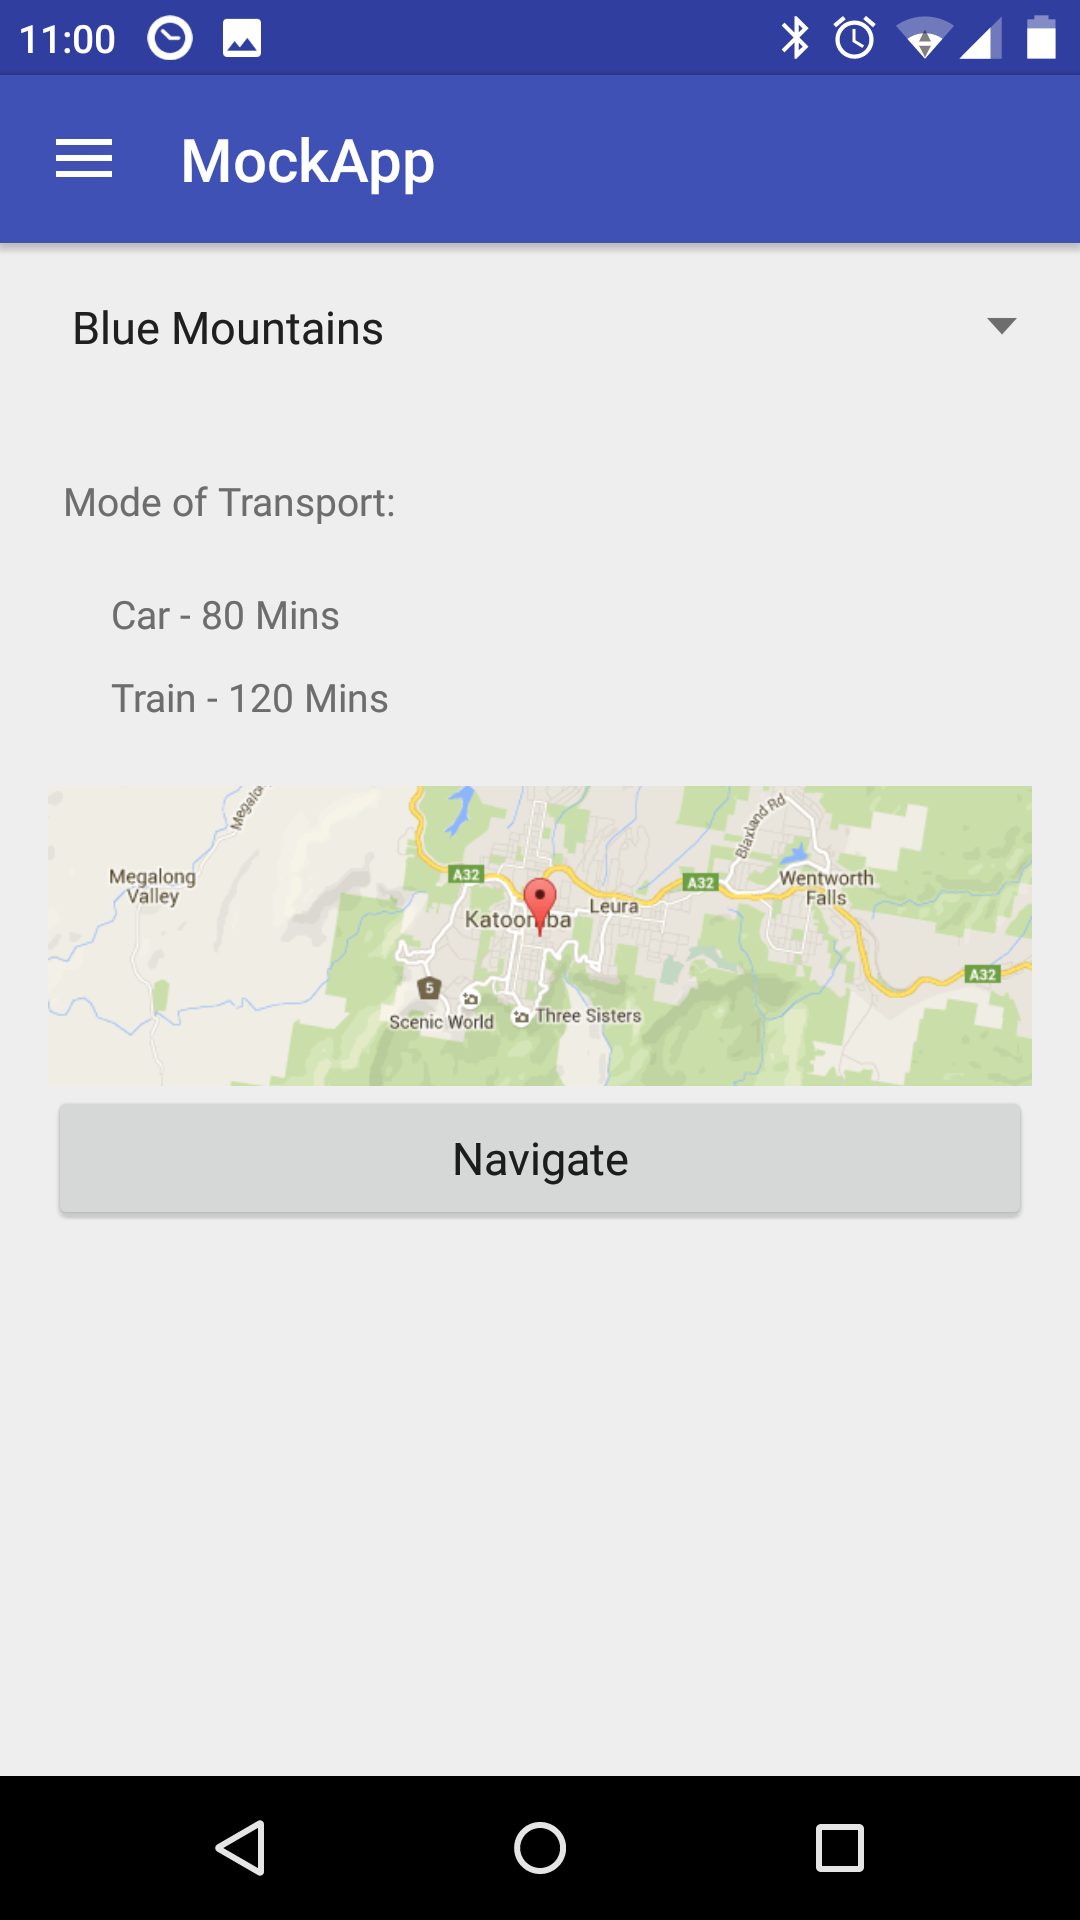 11:00
MockApp
Blue Mountains
Mode of Transport:
Car - 80 Mins
Train - 120 Mins
Blaxland Rd
Megalong
Valley
A32
A32
Wentworth
Falls
Katoomba
Leura
A32
5
Scenic World
Three Sisters
Navigate